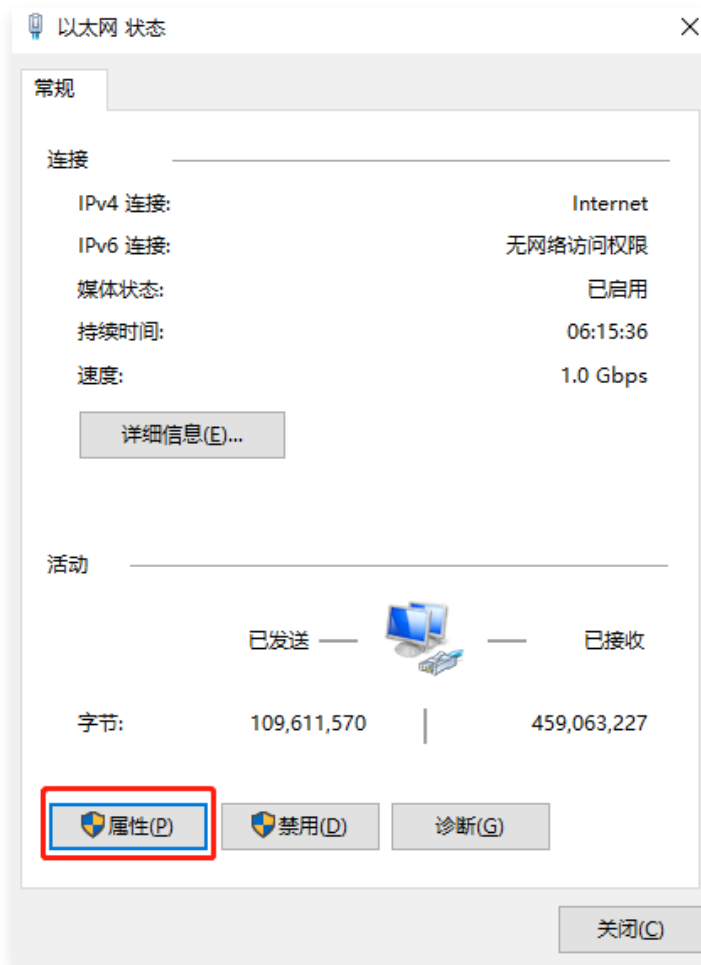 以太网 状态
常规
连接
IPv4 连接: Internet
IPv6 连接: 无网络访问权限
媒体状态: 已启用
持续时间: 06:15:36
速度: 1.0 Gbps
详细信息(E)...
活动
已发送 已接收
字节: 109,611,570 459,063,227
属性(P) 禁用(D) 诊断(G)
关闭(C)